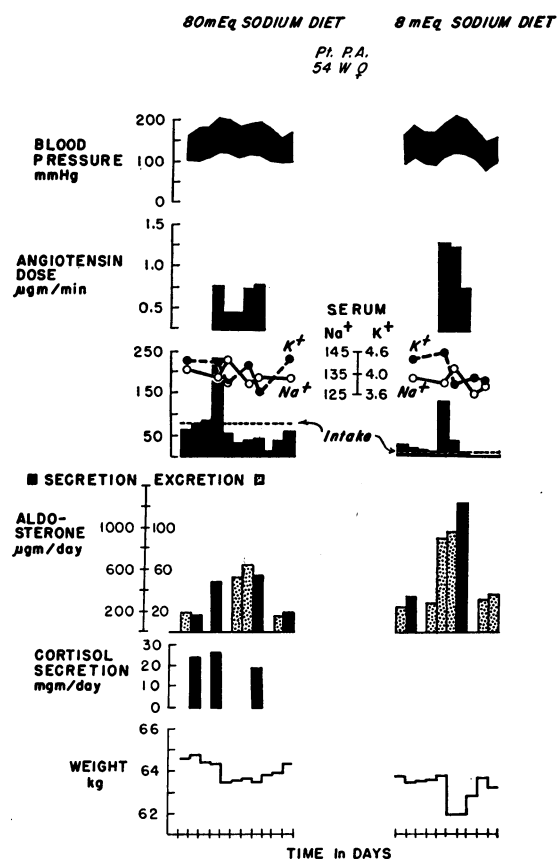 80mEq SODIUM DIET 8 mEq SODIUM DIET
Pt. P.A.
54 W ♀
BLOOD
PRESSURE
mmHg
200
100
0
ANGIOTENSIN
DOSE
µgm/min
1.5
1.0
0.5
SERUM
Na+ K+
145 4.6
135 4.0
125 3.6
250
150
50
K+
Na+
K+
Na+
Intake
SECRETION EXCRETION
ALDO-
STERONE
µgm/day
1000 100
600 60
200 20
CORTISOL
SECRETION
mgm/day
30
20
10
0
WEIGHT
kg
66
64
62
TIME In DAYS